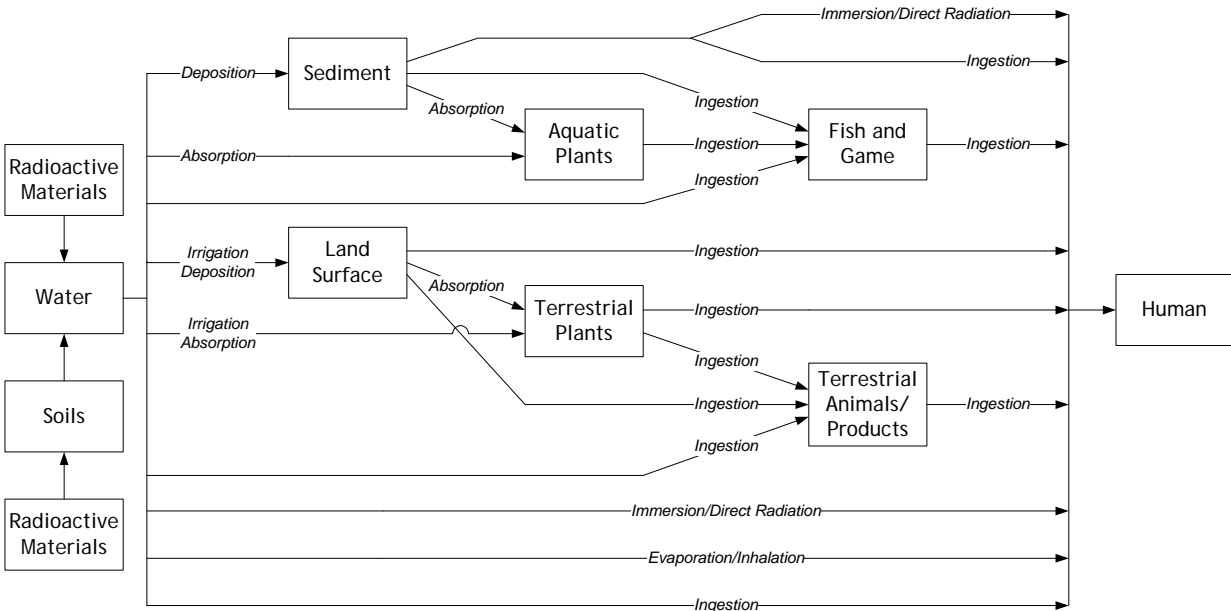 Immersion/Direct Radiation
Deposition
Sediment
Ingestion
Absorption
Ingestion
Radioactive
Materials
Absorption
Aquatic
Plants
Ingestion
Fish and
Game
Ingestion
Ingestion
Irrigation
Deposition
Land
Surface
Ingestion
Water
Absorption
Terrestrial
Plants
Ingestion
Human
Irrigation
Absorption
Ingestion
Soils
Ingestion
Terrestrial
Animals/
Products
Ingestion
Ingestion
Radioactive
Materials
Immersion/Direct Radiation
Evaporation/Inhalation
Ingestion